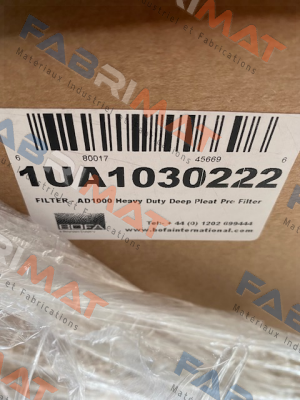 FABRIMAT
Matériaux Industriels et Fabrications
6 80017 45669 6
1UA1030222
FILTER, AD1000 Heavy Duty Deep Pleat Pre Filter
BOFA
Tel: + 44 (0) 1202 699444
www.bofainternational.com